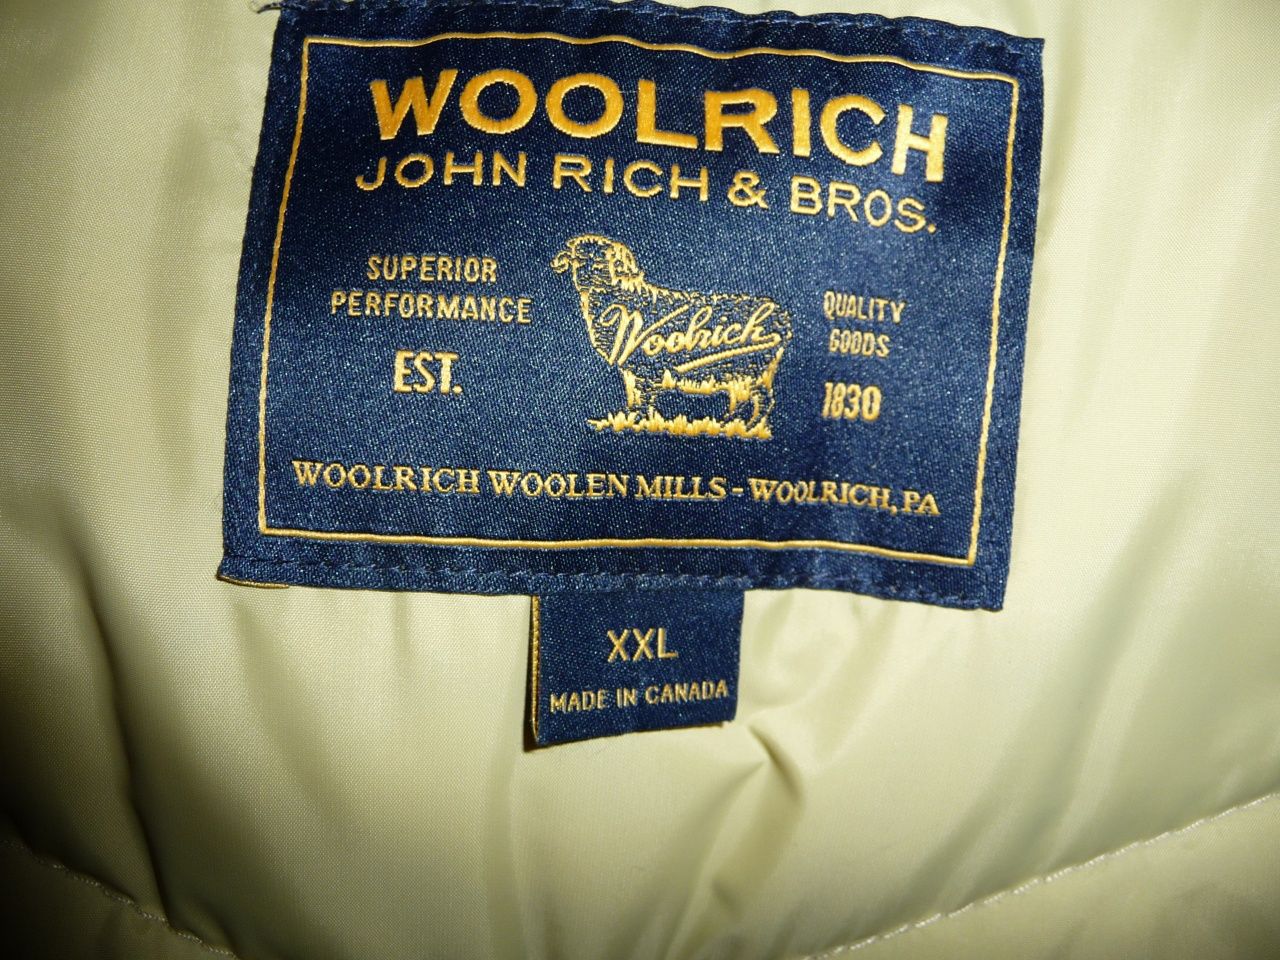 WOOLRICH
JOHN RICH & BROS.
SUPERIOR
PERFORMANCE
EST.
Woolrich
QUALITY
GOODS
1830
WOOLRICH WOOLEN MILLS - WOOLRICH, PA
XXL
MADE IN CANADA